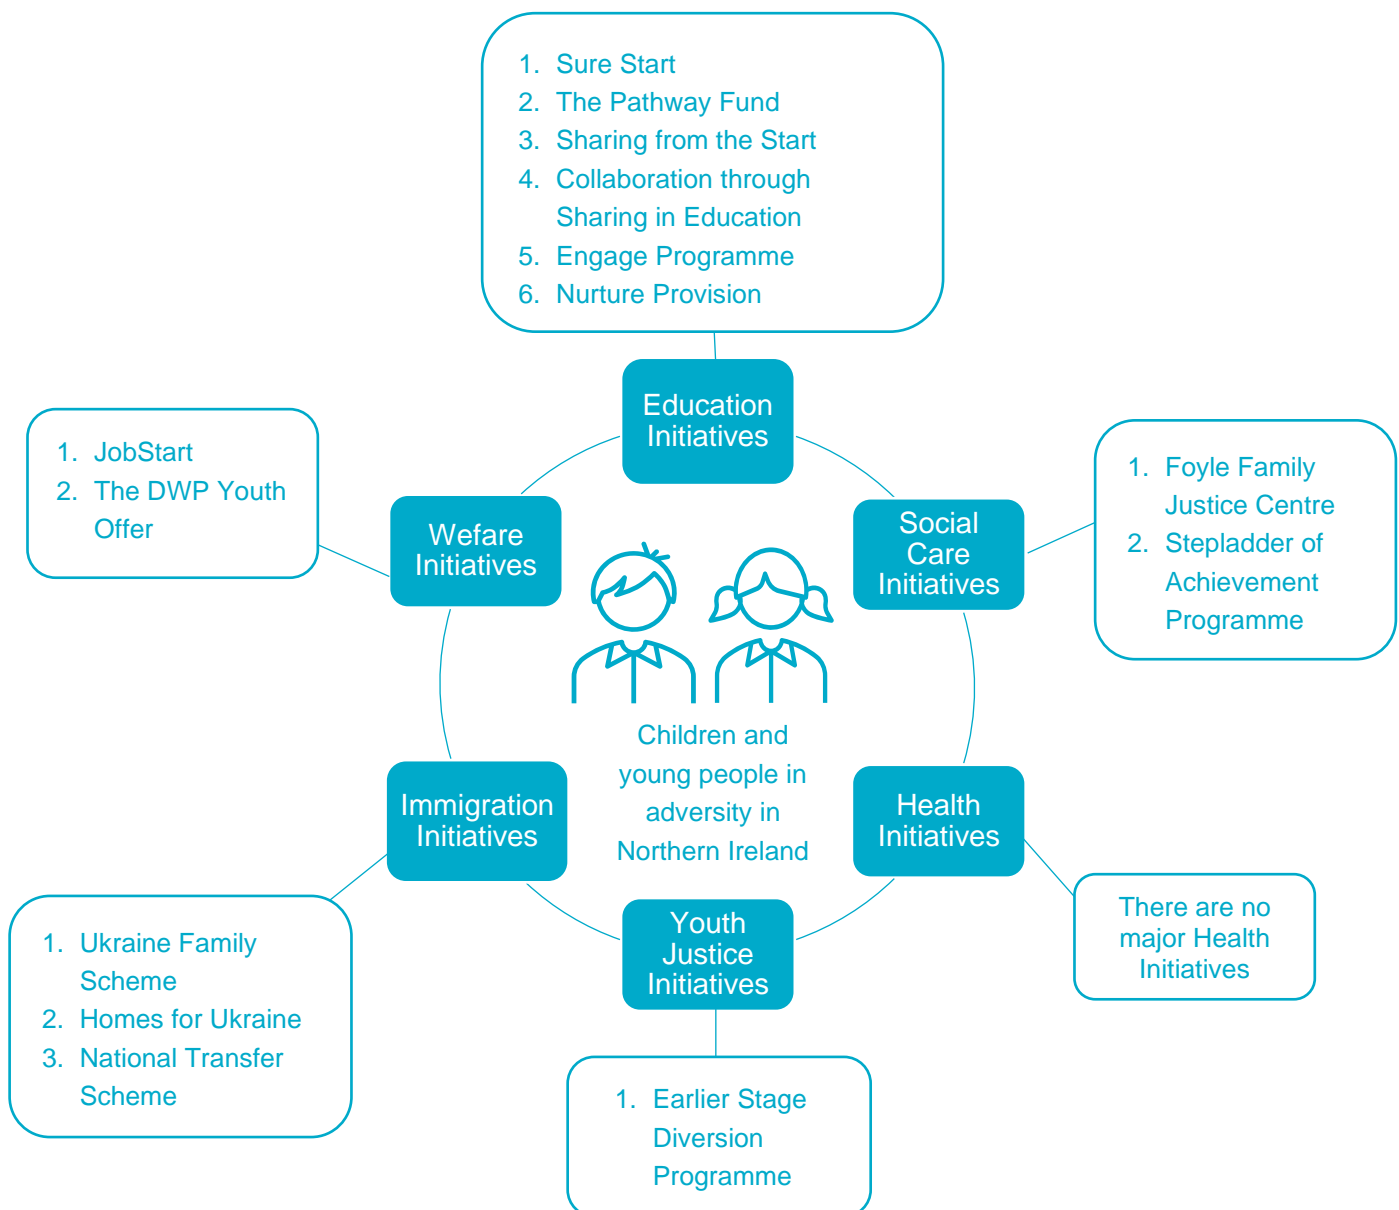 1. Sure Start
2. The Pathway Fund
3. Sharing from the Start
4. Collaboration through
Sharing in Education
5. Engage Programme
6. Nurture Provision
Education
Initiatives
1. JobStart
2. The DWP Youth
Offer
Wefare
Initiatives
Social
Care
Initiatives
1. Foyle Family
Justice Centre
2. Stepladder of
Achievement
Programme
Children and
young people in
adversity in
Northern Ireland
Immigration
Initiatives
Health
Initiatives
1. Ukraine Family
Scheme
2. Homes for Ukraine
3. National Transfer
Scheme
Youth
Justice
Initiatives
There are no
major Health
Initiatives
1. Earlier Stage
Diversion
Programme